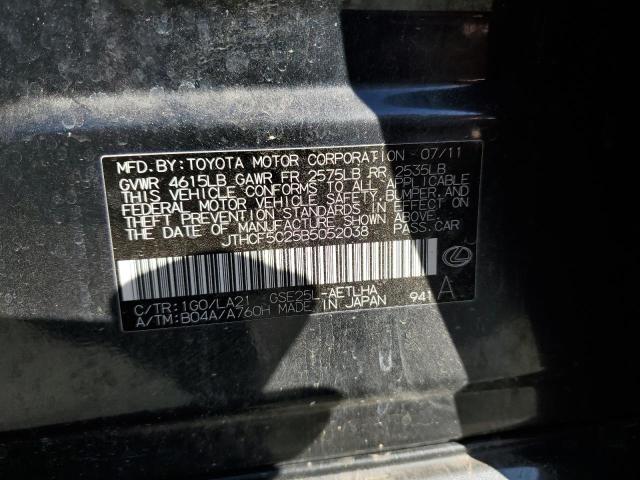 MFD.BY: TOYOTA MOTOR CORPORATION 07/11
GVWR 4615LB GAWR FR 2575LB RR 2535LB
THIS VEHICLE CONFORMS TO ALL APPLICABLE
FEDERAL MOTOR VEHICLE SAFETY, BUMPER, AND
THEFT PREVENTION STANDARDS IN EFFECT ON
THE DATE OF MANUFACTURE SHOWN ABOVE.
JTHCF5C25B5052038 PASS.CAR
C/TR:1G0/LA21 GSE25L-AETLHA
A/TM:B04A/A760H MADE IN JAPAN 941 A